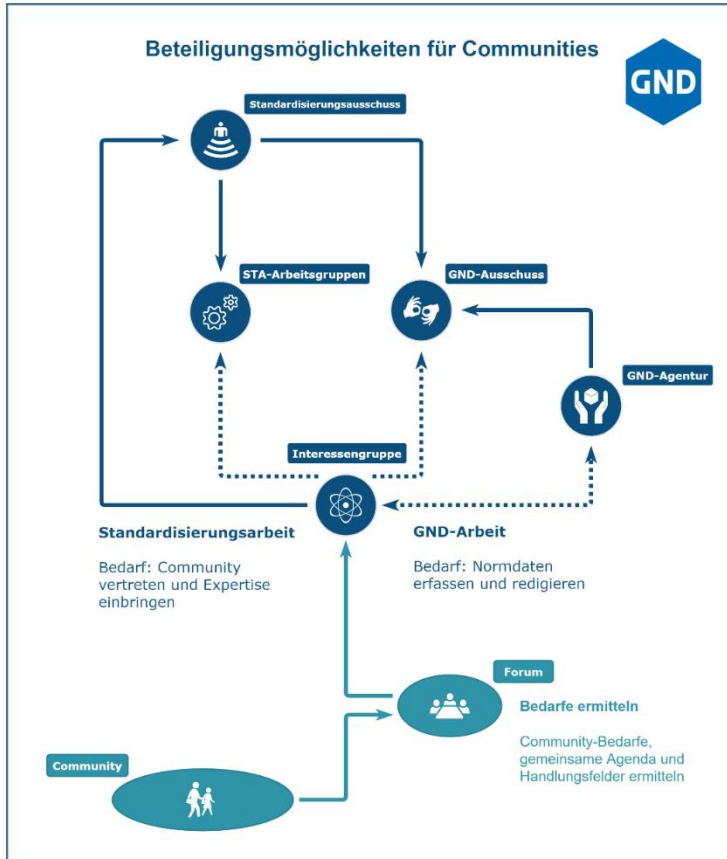 Beteiligungsmöglichkeiten für Communities
GND
Standardisierungsausschuss
STA-Arbeitsgruppen
GND-Ausschuss
GND-Agentur
Interessengruppe
Standardisierungsarbeit
Bedarf: Community
vertreten und Expertise
einbringen
GND-Arbeit
Bedarf: Normdaten
erfassen und redigieren
Forum
Bedarfe ermitteln
Community-Bedarfe,
gemeinsame Agenda und
Handlungsfelder ermitteln
Community